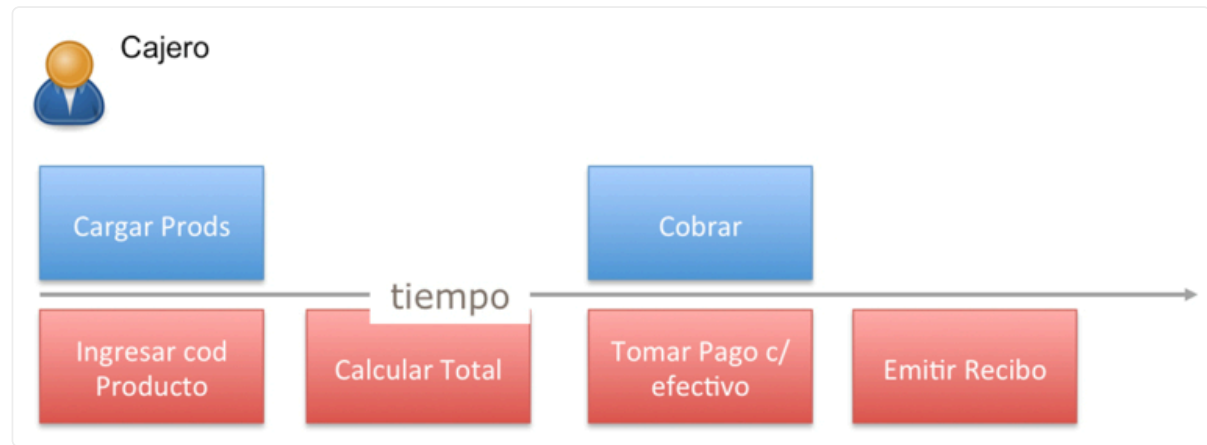 Cajero
Cargar Prods
Cobrar
tiempo
Ingresar cod
Producto
Calcular Total
Tomar Pago c/
efectivo
Emitir Recibo